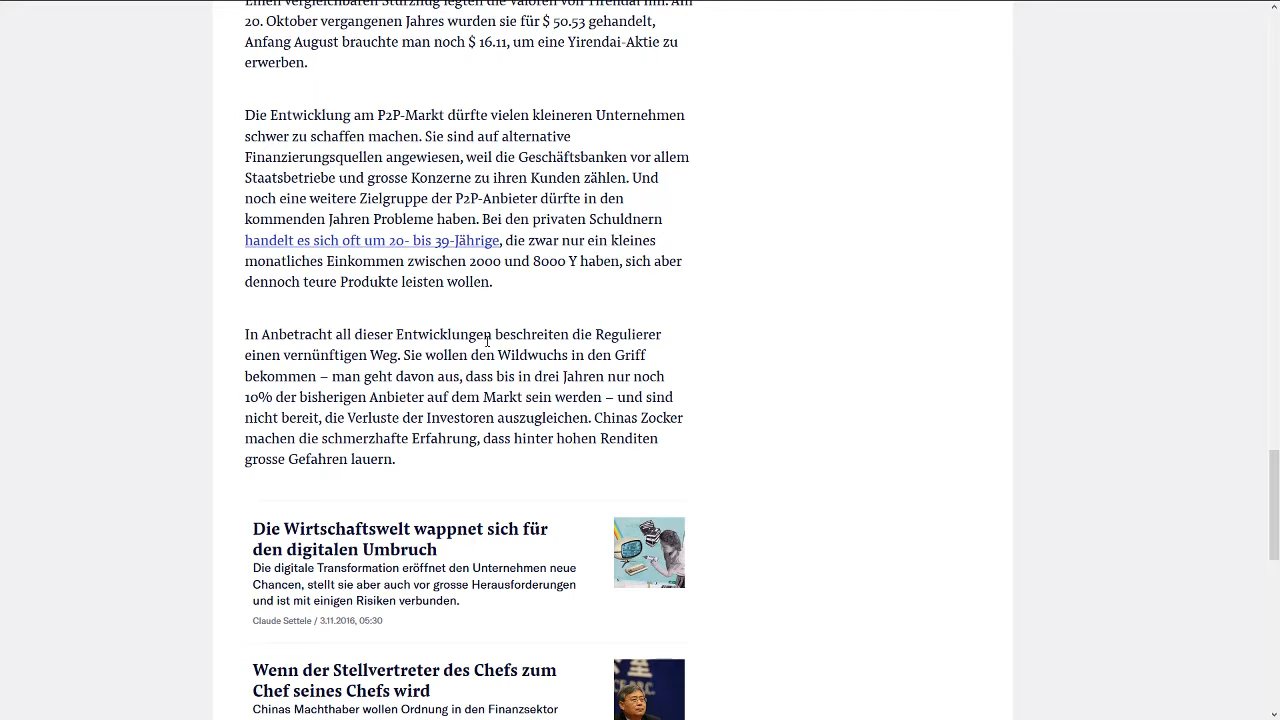 Einen vergleichbaren Sturzflug legten die Valoren von Yirendai hin. Am
20. Oktober vergangenen Jahres wurden sie für $ 50.53 gehandelt,
Anfang August brauchte man noch $ 16.11, um eine Yirendai-Aktie zu
erwerben.
Die Entwicklung am P2P-Markt dürfte vielen kleineren Unternehmen
schwer zu schaffen machen. Sie sind auf alternative
Finanzierungsquellen angewiesen, weil die Geschäftsbanken vor allem
Staatsbetriebe und grosse Konzerne zu ihren Kunden zählen. Und
noch eine weitere Zielgruppe der P2P-Anbieter dürfte in den
kommenden Jahren Probleme haben. Bei den privaten Schuldnern
handelt es sich oft um 20- bis 39-Jährige, die zwar nur ein kleines
monatliches Einkommen zwischen 2000 und 8000 Y haben, sich aber
dennoch teure Produkte leisten wollen.
In Anbetracht all dieser Entwicklungen beschreiten die Regulierer
einen vernünftigen Weg. Sie wollen den Wildwuchs in den Griff
bekommen – man geht davon aus, dass bis in drei Jahren nur noch
10% der bisherigen Anbieter auf dem Markt sein werden – und sind
nicht bereit, die Verluste der Investoren auszugleichen. Chinas Zocker
machen die schmerzhafte Erfahrung, dass hinter hohen Renditen
grosse Gefahren lauern.
Die Wirtschaftswelt wappnet sich für
den digitalen Umbruch
Die digitale Transformation eröffnet den Unternehmen neue
Chancen, stellt sie aber auch vor grosse Herausforderungen
und ist mit einigen Risiken verbunden.
Claude Settele / 3.11.2016, 05:30
Wenn der Stellvertreter des Chefs zum
Chef seines Chefs wird
Chinas Machthaber wollen Ordnung in den Finanzsektor